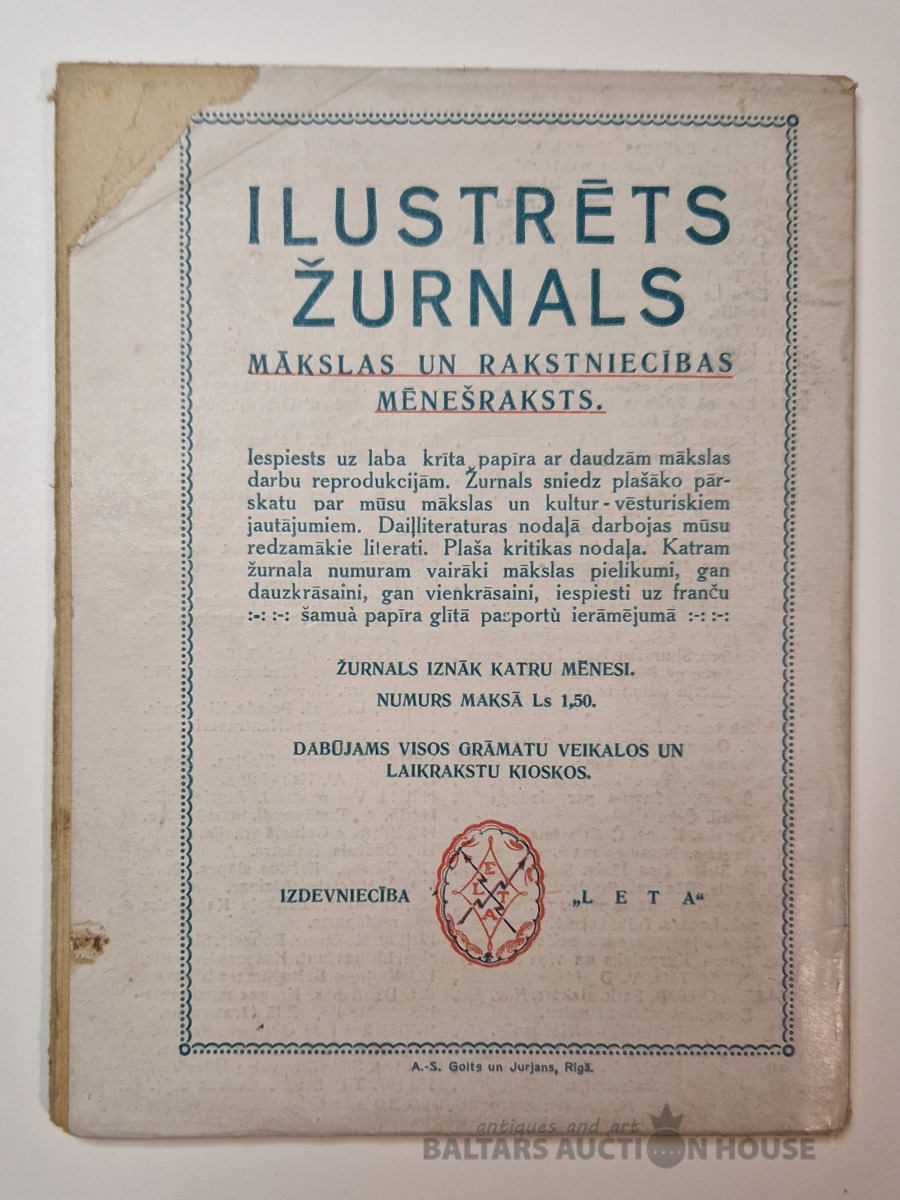 ILUSTRĒTS
ŽURNALS
MĀKSLAS UN RAKSTNIECĪBAS
MĒNEŠRAKSTS.
Iespiests uz laba krīta papīra ar daudzām mākslas
darbu reprodukcijām. Žurnals sniedz plašāko pār-
skatu par mūsu mākslas un kultur-vēsturiskiem
jautājumiem. Daiļliteraturas nodaļā darbojas mūsu
redzamākie literati. Plaša kritikas nodaļa. Katram
žurnala numuram vairāki mākslas pielikumi, gan
dauzkrāsaini, gan vienkrāsaini, iespiesti uz franču
:-: :-: šamuà papīra glītā pasportù ierāmējumā :-: :-:
ŽURNALS IZNĀK KATRU MĒNESI.
NUMURS MAKSĀ Ls 1,50.
DABŪJAMS VISOS GRĀMATU VEIKALOS UN
LAIKRAKSTU KIOSKOS.
IZDEVNIECĪBA LETA „LETA“
A.-S. Golts un Jurjans, Rīgā.
antiques and art
BALTARS AUCTION HOUSE